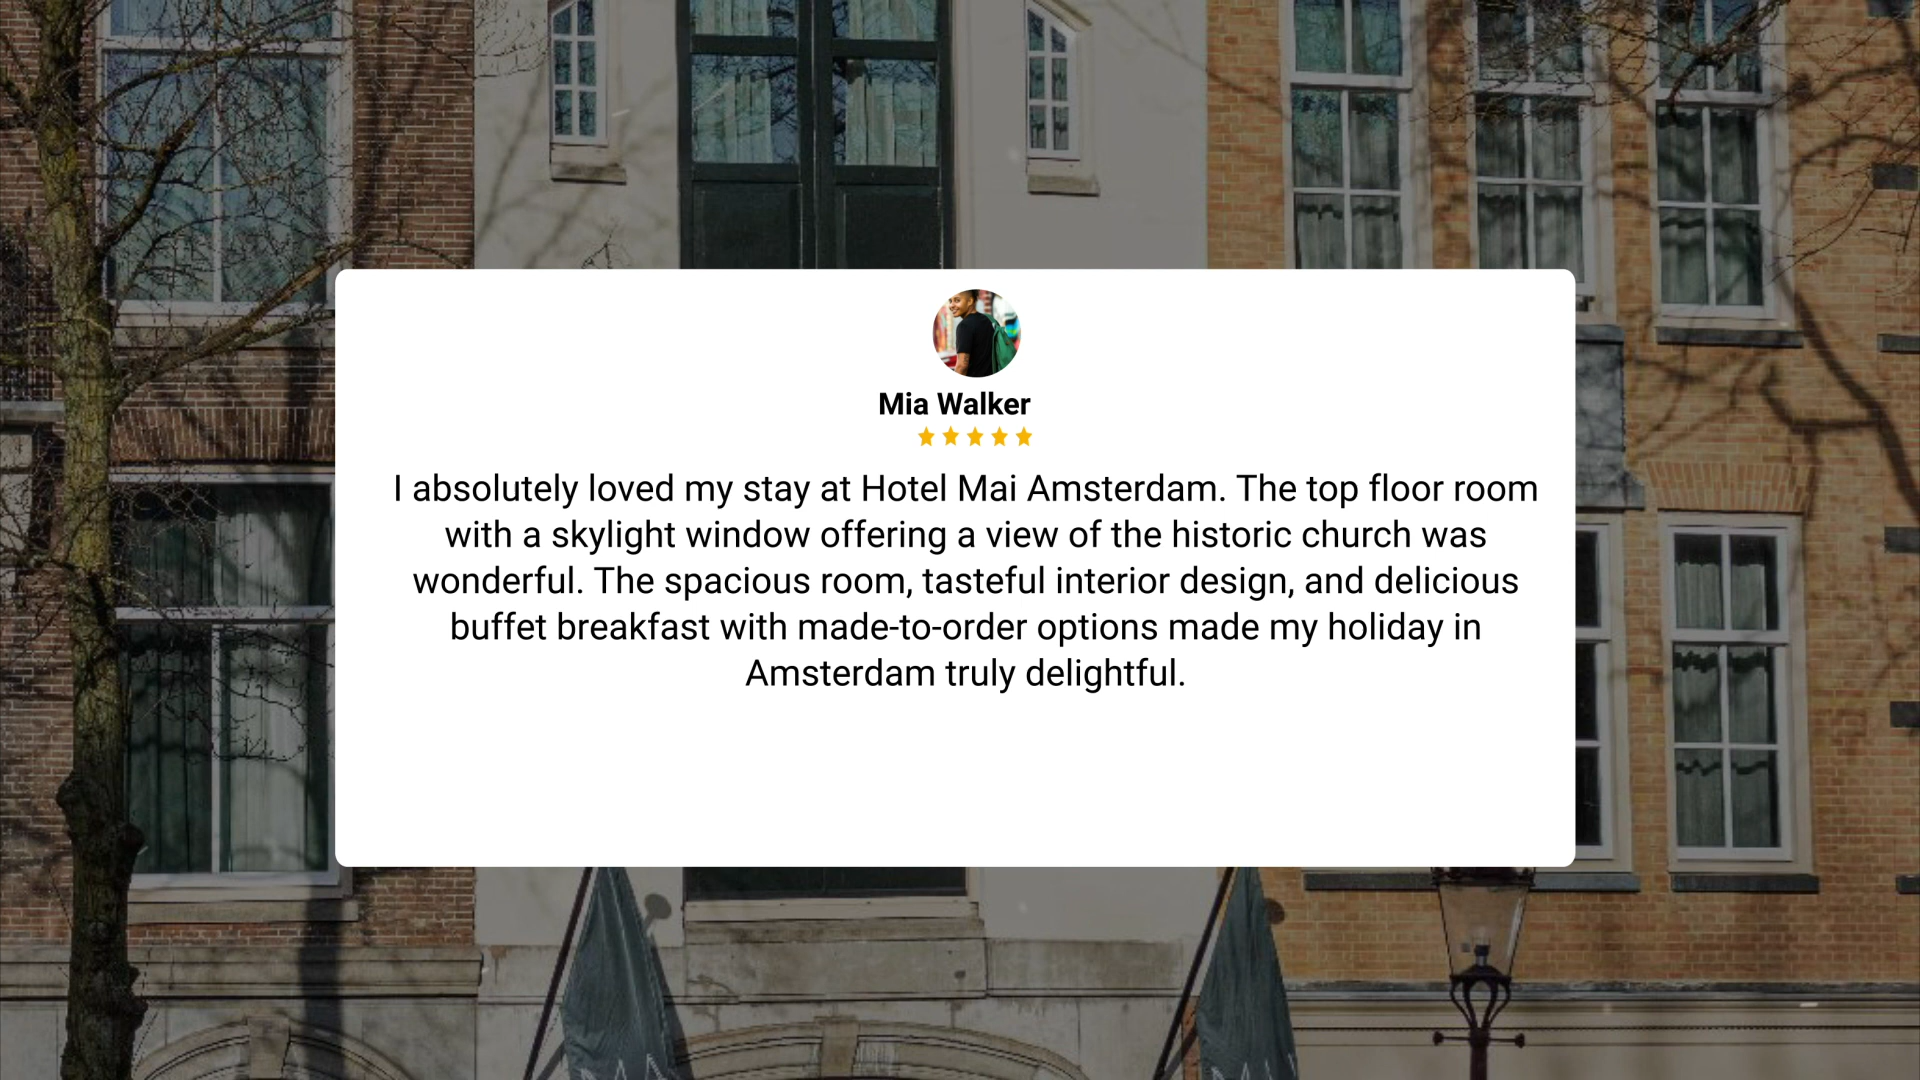 Mia Walker
I absolutely loved my stay at Hotel Mai Amsterdam. The top floor room
with a skylight window offering a view of the historic church was
wonderful. The spacious room, tasteful interior design, and delicious
buffet breakfast with made-to-order options made my holiday in
Amsterdam truly delightful.